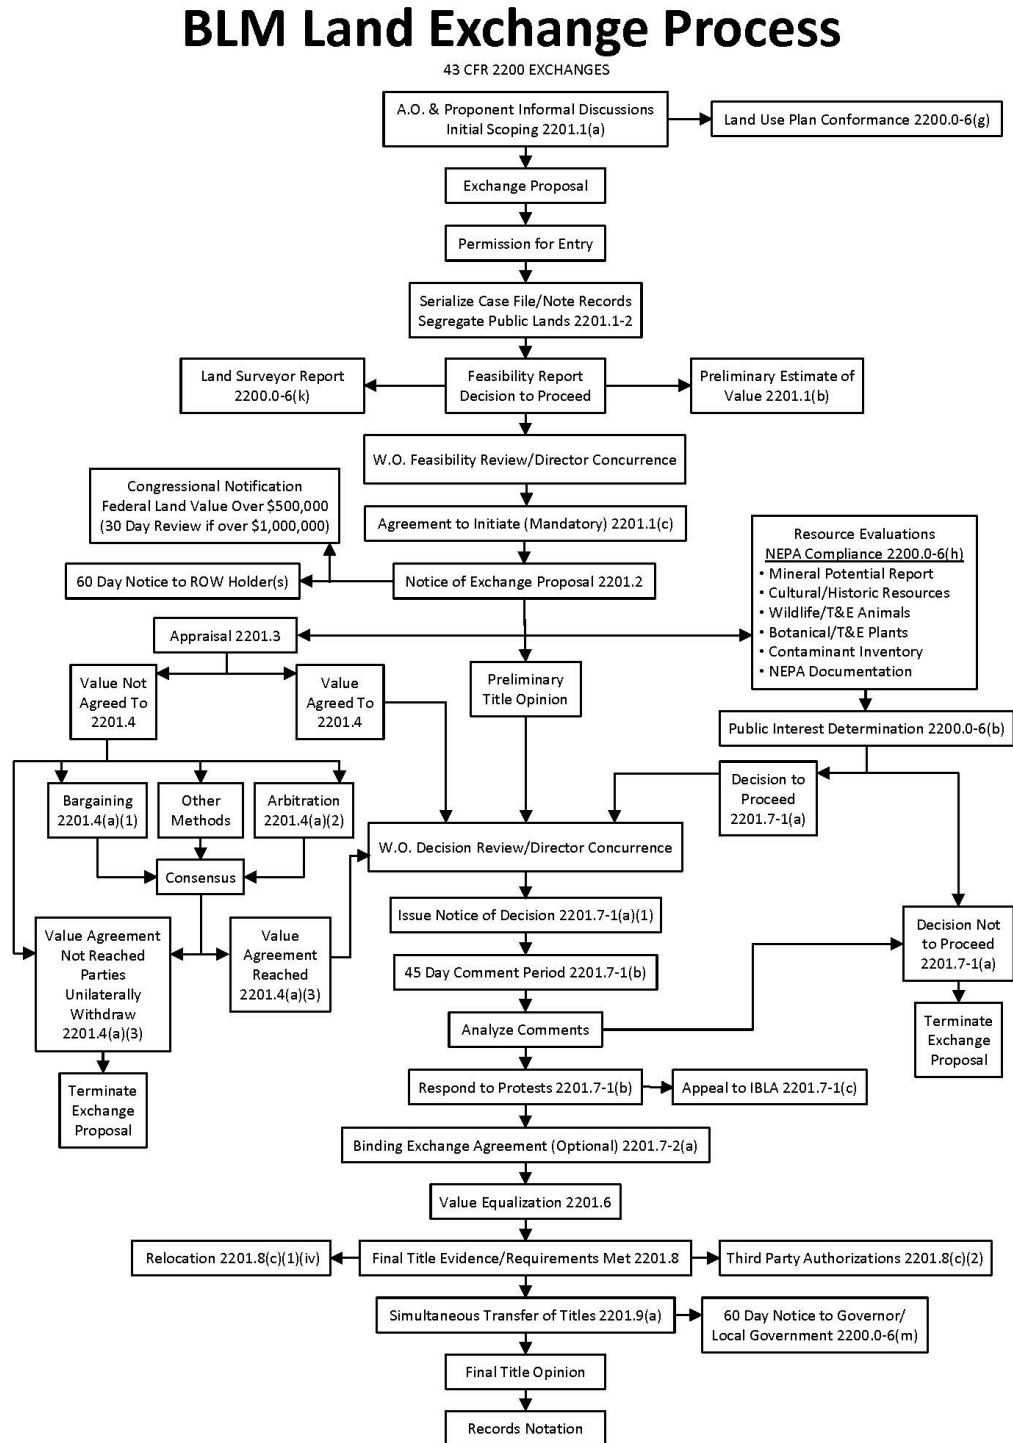 BLM Land Exchange Process
43 CFR 2200 EXCHANGES
A.O. & Proponent Informal Discussions
Initial Scoping 2201.1(a)
Land Use Plan Conformance 2200.0-6(g)
Exchange Proposal
Permission for Entry
Serialize Case File/Note Records
Segregate Public Lands 2201.1-2
Land Surveyor Report
2200.0-6(k)
Feasibility Report
Decision to Proceed
Preliminary Estimate of
Value 2201.1(b)
W.O. Feasibility Review/Director Concurrence
Congressional Notification
Federal Land Value Over $500,000
(30 Day Review if over $1,000,000)
Agreement to Initiate (Mandatory) 2201.1(c)
60 Day Notice to ROW Holder(s)
Notice of Exchange Proposal 2201.2
Resource Evaluations
NEPA Compliance 2200.0-6(h)
• Mineral Potential Report
• Cultural/Historic Resources
• Wildlife/T&E Animals
• Botanical/T&E Plants
• Contaminant Inventory
• NEPA Documentation
Appraisal 2201.3
Value Not
Agreed To
2201.4
Value
Agreed To
2201.4
Preliminary
Title Opinion
Public Interest Determination 2200.0-6(b)
Bargaining
2201.4(a)(1)
Other
Methods
Arbitration
2201.4(a)(2)
Decision to
Proceed
2201.7-1(a)
W.O. Decision Review/Director Concurrence
Consensus
Issue Notice of Decision 2201.7-1(a)(1)
Value Agreement
Not Reached
Parties
Unilaterally
Withdraw
2201.4(a)(3)
Value
Agreement
Reached
2201.4(a)(3)
Decision Not
to Proceed
2201.7-1(a)
45 Day Comment Period 2201.7-1(b)
Analyze Comments
Terminate
Exchange
Proposal
Terminate
Exchange
Proposal
Respond to Protests 2201.7-1(b)
Appeal to IBLA 2201.7-1(c)
Binding Exchange Agreement (Optional) 2201.7-2(a)
Value Equalization 2201.6
Relocation 2201.8(c)(1)(iv)
Final Title Evidence/Requirements Met 2201.8
Third Party Authorizations 2201.8(c)(2)
Simultaneous Transfer of Titles 2201.9(a)
60 Day Notice to Governor/
Local Government 2200.0-6(m)
Final Title Opinion
Records Notation